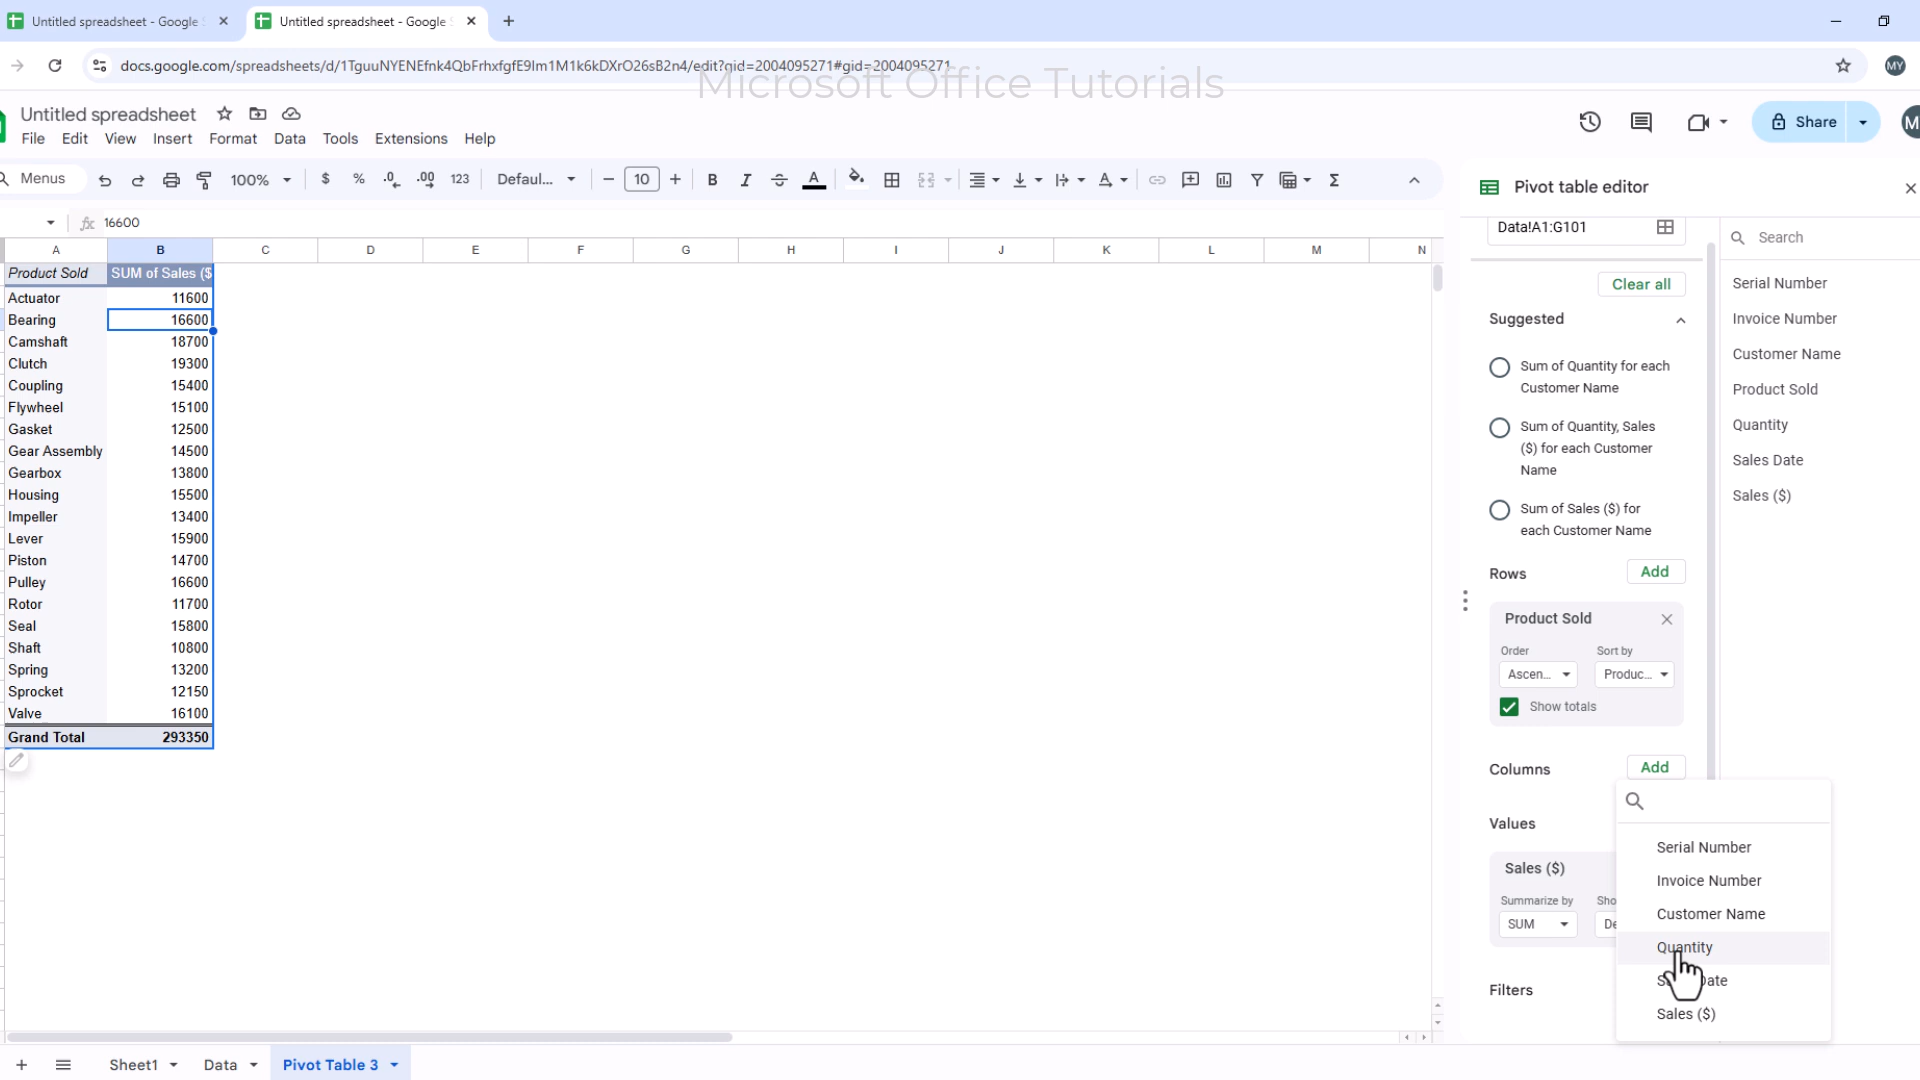 Untitled spreadsheet - Google S
Untitled spreadsheet - Google S
docs.google.com/spreadsheets/d/1TguuNYENEfnk4QbFrhxfgfE9Im1M1k6kDXrO26sB2n4/edit?gid=2004095271#gid=2004095271
MY
Microsoft Office Tutorials
Untitled spreadsheet
Share
M
File Edit View Insert Format Data Tools Extensions Help
Menus 100% $ % .0 .00 123 Defaul... 10 B I A Σ
Pivot table editor
16600
A B C D E F G H I J K L M N
Product Sold SUM of Sales ($
Actuator 11600
Bearing 16600
Camshaft 18700
Clutch 19300
Coupling 15400
Flywheel 15100
Gasket 12500
Gear Assembly 14500
Gearbox 13800
Housing 15500
Impeller 13400
Lever 15900
Piston 14700
Pulley 16600
Rotor 11700
Seal 15800
Shaft 10800
Spring 13200
Sprocket 12150
Valve 16100
Grand Total 293350
Data!A1:G101
Clear all
Suggested
Sum of Quantity for each
Customer Name
Sum of Quantity, Sales
($) for each Customer
Name
Sum of Sales ($) for
each Customer Name
Rows Add
Product Sold
Order Sort by
Ascen... Produc...
Show totals
Columns Add
Values
Sales ($)
Summarize by Sho
SUM De
Filters
Search
Serial Number
Invoice Number
Customer Name
Product Sold
Quantity
Sales Date
Sales ($)
Serial Number
Invoice Number
Customer Name
Quantity
Sales ($)
Sheet1 Data Pivot Table 3